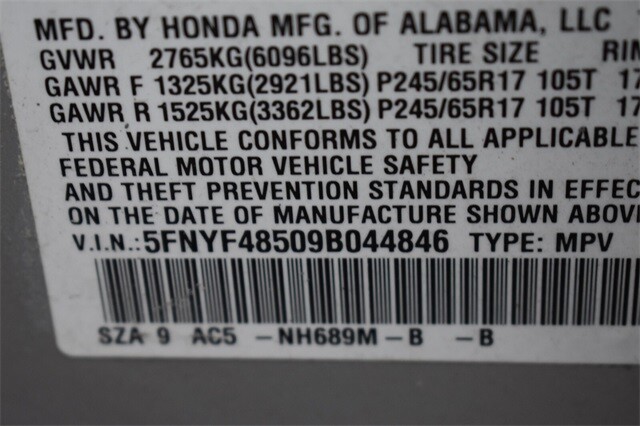 MFD. BY HONDA MFG. OF ALABAMA, LLC
GVWR 2765KG(6096LBS) TIRE SIZE
GAWR F 1325KG(2921LBS) P245/65R17 105T
GAWR R 1525KG(3362LBS) P245/65R17 105T
THIS VEHICLE CONFORMS TO ALL APPLICABLE
FEDERAL MOTOR VEHICLE SAFETY
AND THEFT PREVENTION STANDARDS IN EFFEC
ON THE DATE OF MANUFACTURE SHOWN ABOV
V.I.N.:5FNYF48509B044846 TYPE: MPV
SZA 9 AC5 -NH689M-B -B